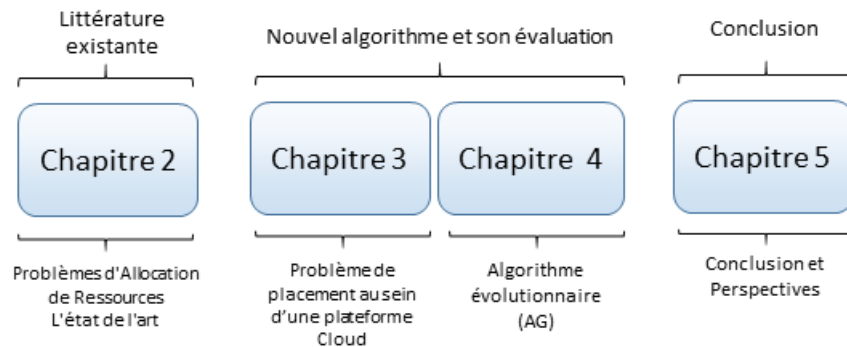 Littérature
existante
Nouvel algorithme et son évaluation
Conclusion
Chapitre 2
Chapitre 3
Chapitre 4
Chapitre 5
Problèmes d'Allocation
de Ressources
L'état de l'art
Problème de
placement au sein
d'une plateforme
Cloud
Algorithme
évolutionnaire
(AG)
Conclusion et
Perspectives